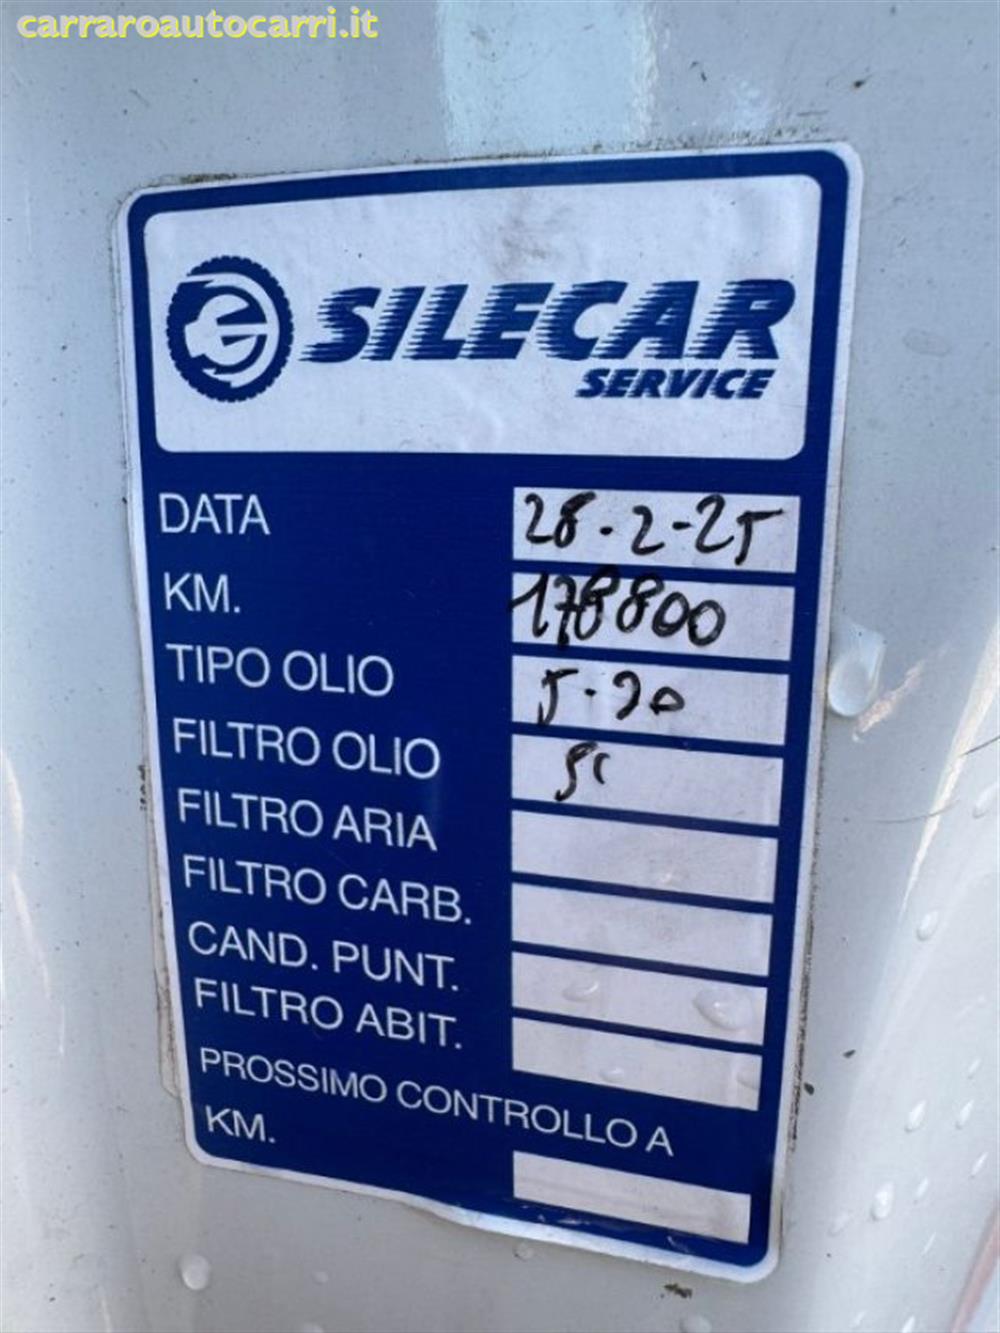 carraroautocarri.it
SILECAR
SERVICE
DATA 28-2-25
KM. 178800
TIPO OLIO 5-30
FILTRO OLIO
FILTRO ARIA
FILTRO CARB.
CAND. PUNT.
FILTRO ABIT.
PROSSIMO CONTROLLO A
KM.